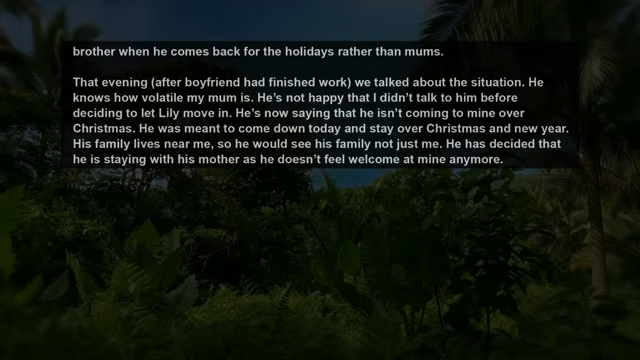 brother when he comes back for the holidays rather than mums.
That evening (after boyfriend had finished work) we talked about the situation. He
knows how volatile my mum is. He’s not happy that I didn’t talk to him before
deciding to let Lily move in. He’s now saying that he isn’t coming to mine over
Christmas. He was meant to come down today and stay over Christmas and new year.
His family lives near me, so he would see his family not just me. He has decided that
he is staying with his mother as he doesn’t feel welcome at mine anymore.